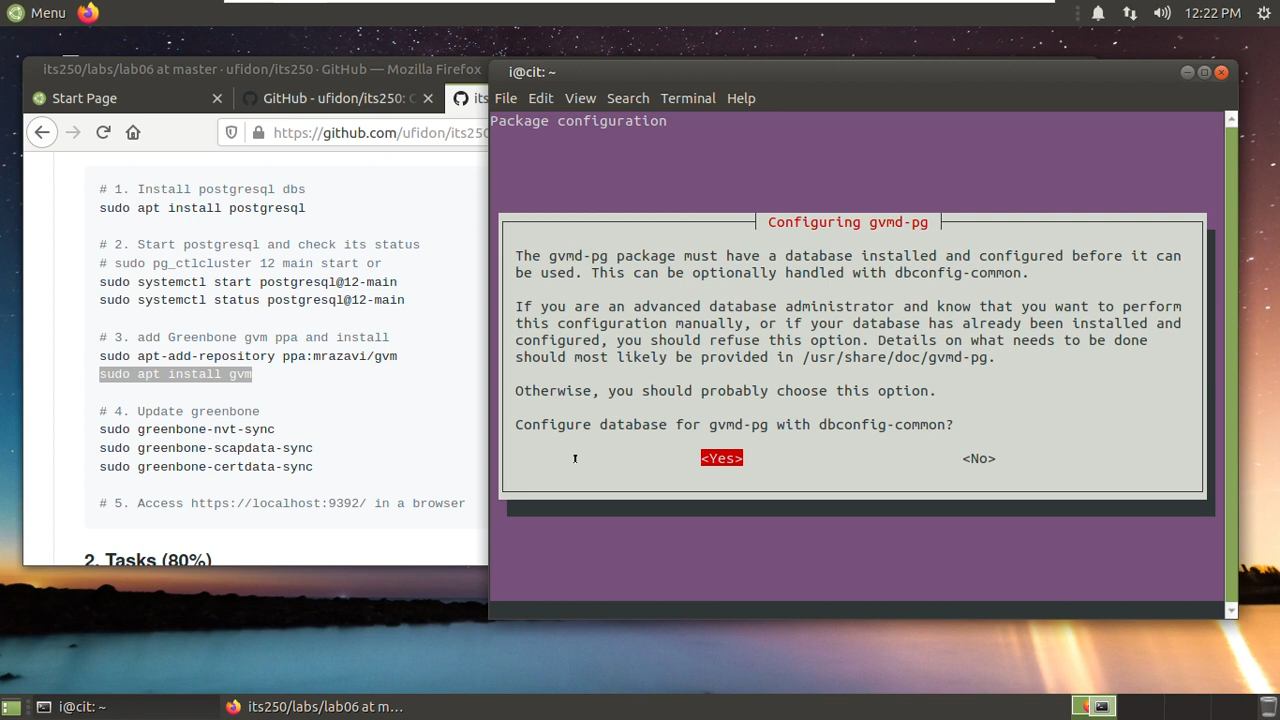 Menu
12:22 PM
its250/labs/lab06 at master · ufidon/its250 · GitHub — Mozilla Firefox
Start Page
GitHub - ufidon/its250: C
its
https://github.com/ufidon/its250
# 1. Install postgresql dbs
sudo apt install postgresql
# 2. Start postgresql and check its status
# sudo pg_ctlcluster 12 main start or
sudo systemctl start postgresql@12-main
sudo systemctl status postgresql@12-main
# 3. add Greenbone gvm ppa and install
sudo apt-add-repository ppa:mrazavi/gvm
sudo apt install gvm
# 4. Update greenbone
sudo greenbone-nvt-sync
sudo greenbone-scapdata-sync
sudo greenbone-certdata-sync
# 5. Access https://localhost:9392/ in a browser
2. Tasks (80%)
i@cit: ~
File Edit View Search Terminal Help
Package configuration
Configuring gvmd-pg
The gvmd-pg package must have a database installed and configured before it can
be used. This can be optionally handled with dbconfig-common.
If you are an advanced database administrator and know that you want to perform
this configuration manually, or if your database has already been installed and
configured, you should refuse this option. Details on what needs to be done
should most likely be provided in /usr/share/doc/gvmd-pg.
Otherwise, you should probably choose this option.
Configure database for gvmd-pg with dbconfig-common?
<Yes> <No>
i@cit: ~
its250/labs/lab06 at m...